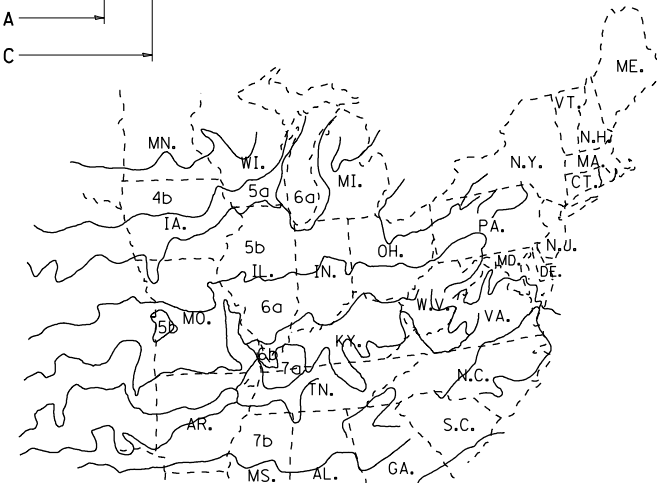 A
C
ME.
VT.
N.H.
MN.
WI.
N.Y.
MA.
MI.
CT.
4b
5a
6a
IA.
PA.
5b
OH.
N.J.
IL.
IN.
MD.
DE.
6a
W.V.
MO.
5b
VA.
KY.
6b
7a
N.C.
TN.
AR.
S.C.
7b
MS.
AL.
GA.